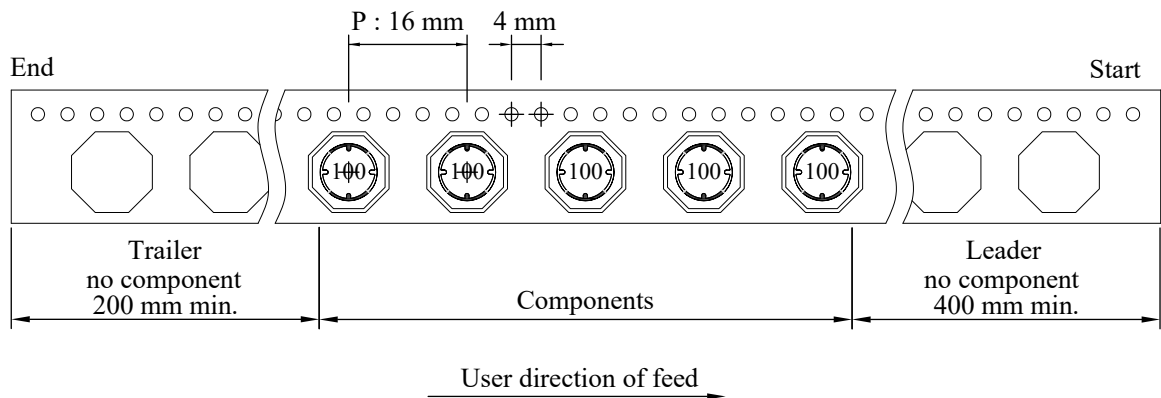 P : 16 mm
4 mm
End
Start
100
100
100
100
100
Trailer
no component
200 mm min.
Components
Leader
no component
400 mm min.
User direction of feed